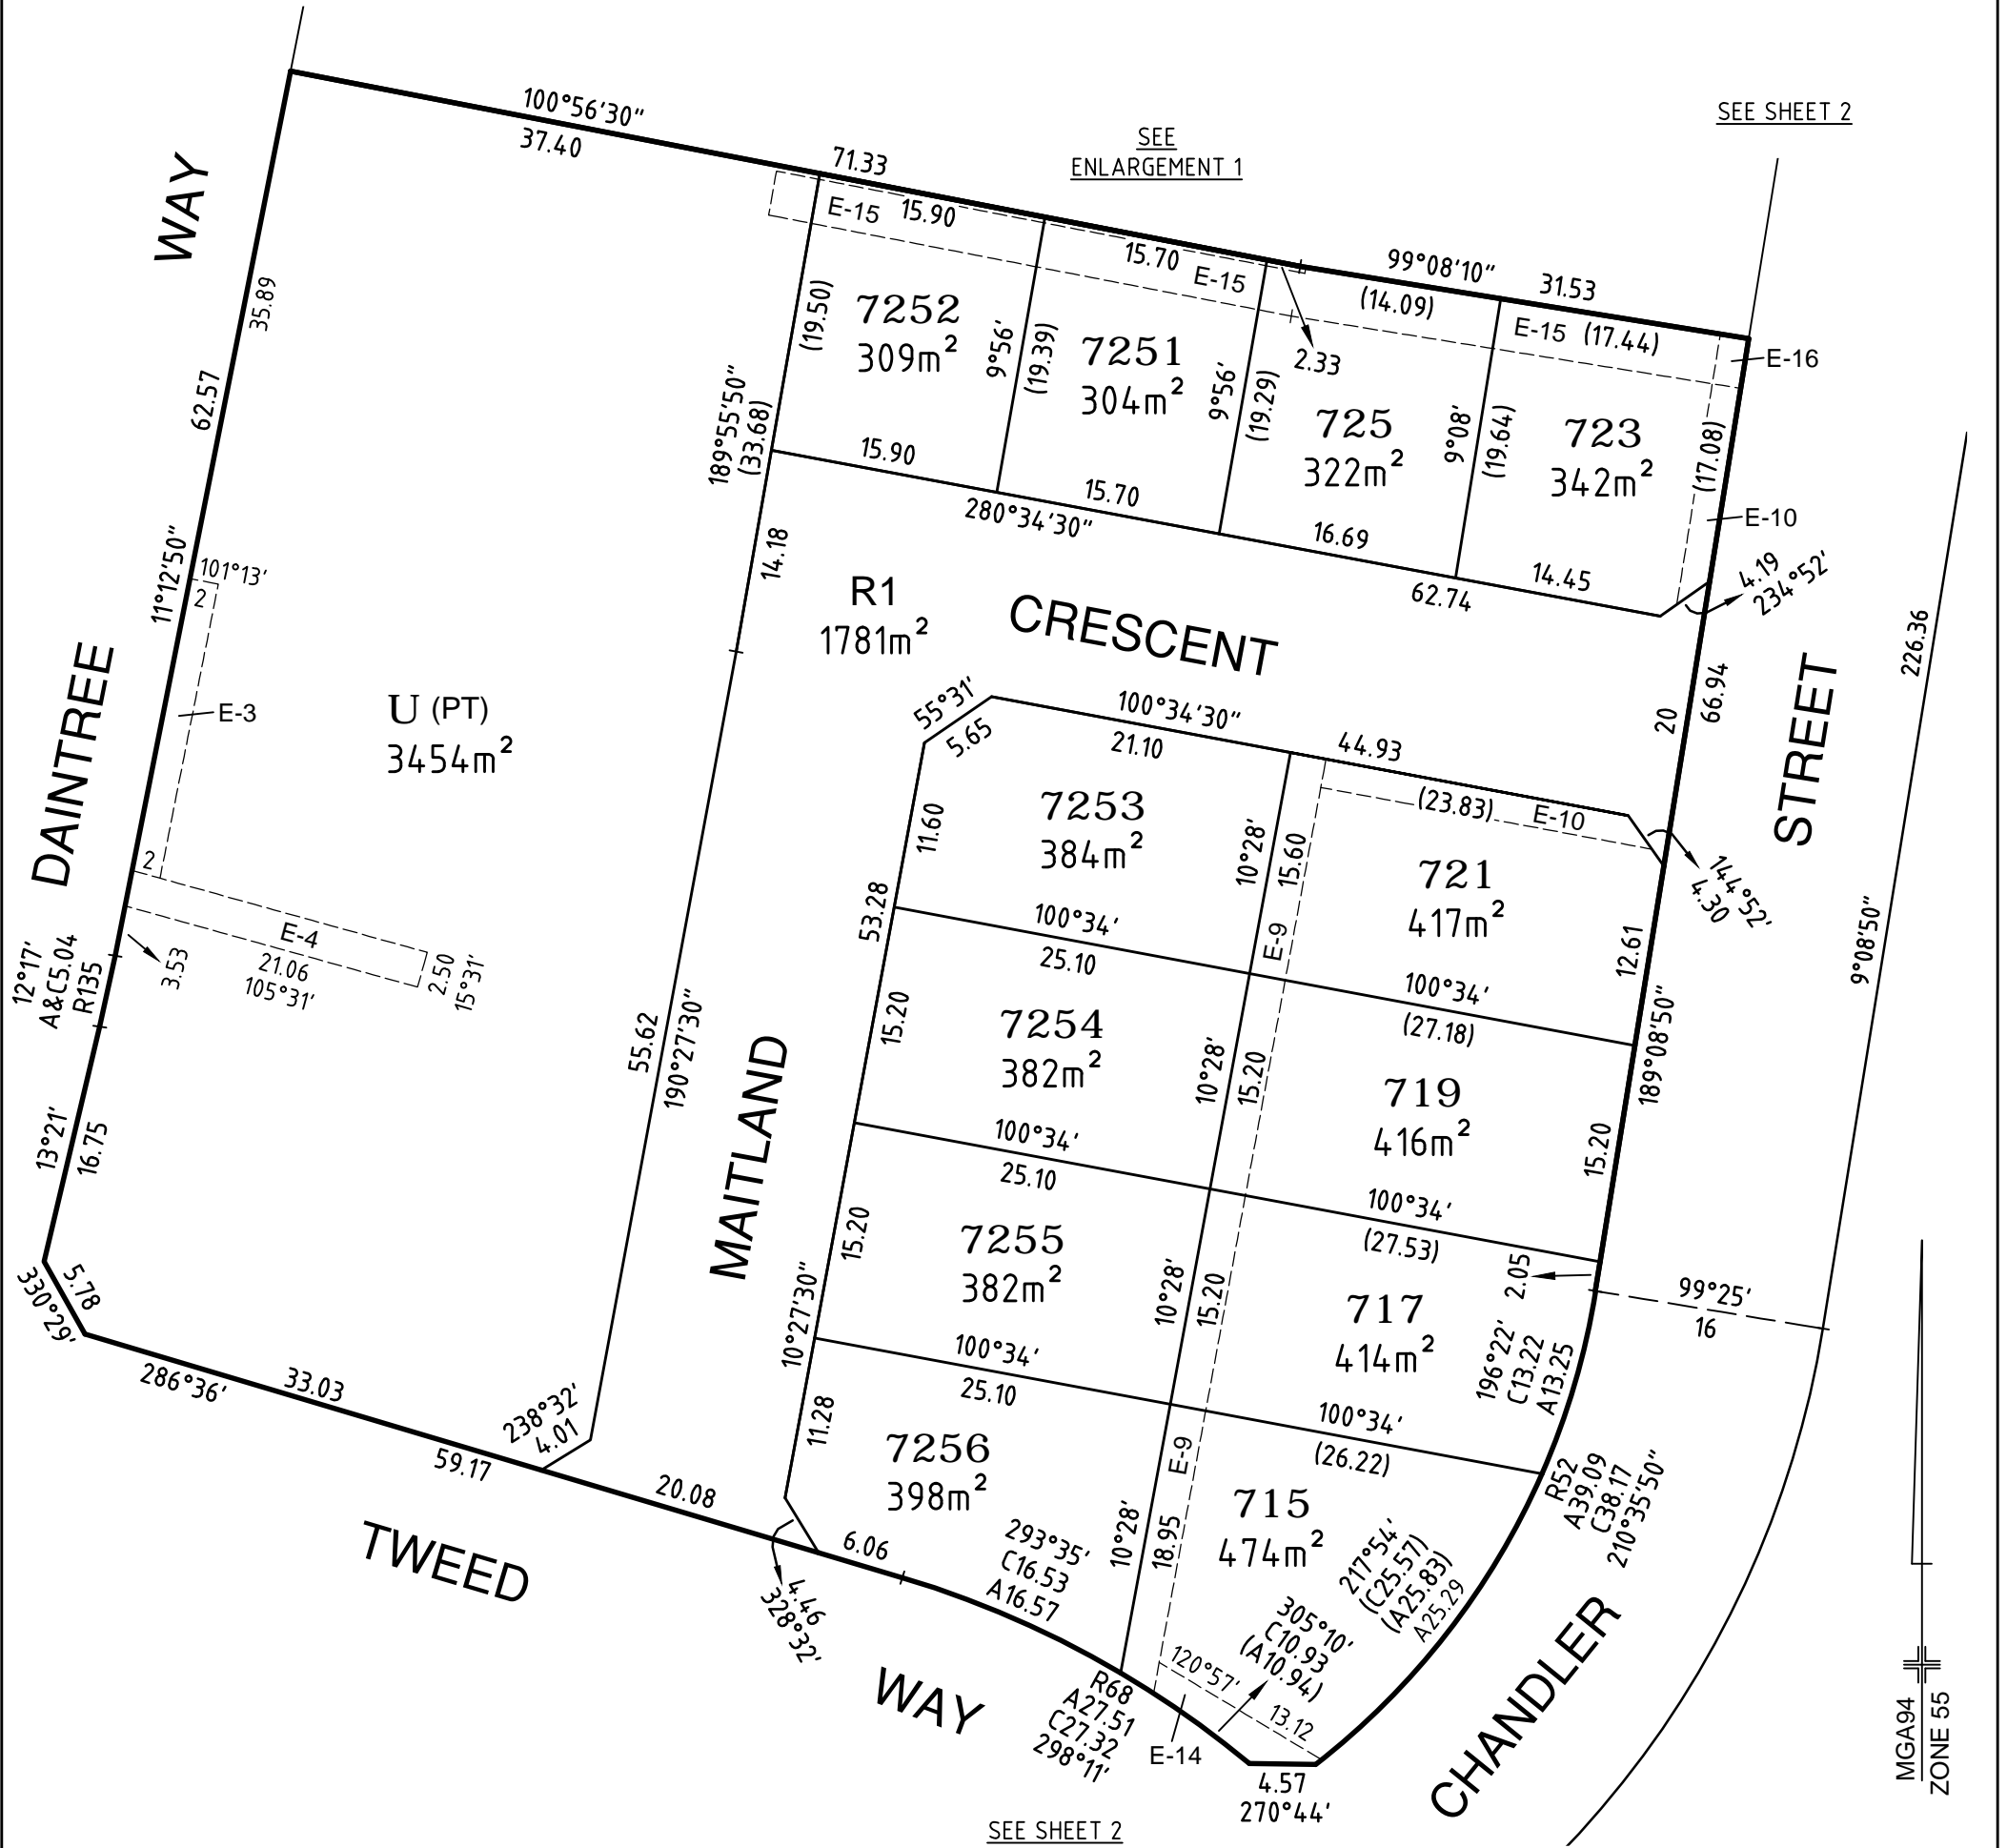 SEE SHEET 2
SEE
ENLARGEMENT 1
100°56'30"
37.40
71.33
99°08'10"
31.53
WAY
35.89
62.57
11°12'50"
DAINTREE
101°13'
2
E-3
2
U (PT)
3454m²
E-4
21.06
105°31'
2.50
15°31'
3.53
12°17'
A&C5.04
R135
13°21'
16.75
5.78
330°29'
286°36'
33.03
59.17
238°32'
4.01
20.08
TWEED
WAY
E-15
15.90
(19.50)
7252
309m²
9°56'
(19.39)
15.70
E-15
7251
304m²
9°56'
(19.29)
2.33
(14.09)
725
322m²
9°08'
(19.64)
E-15
(17.44)
723
342m²
(17.08)
E-16
E-10
4.19
234°52'
189°55'50"
(33.68)
14.18
15.90
15.70
280°34'30"
16.69
14.45
62.74
R1
1781m²
CRESCENT
MAITLAND
55.62
190°27'30"
55°31'
5.65
100°34'30"
21.10
44.93
20
66.94
STREET
226.36
9°08'50"
7253
384m²
11.60
53.28
10°28'
15.60
(23.83)
E-10
144°52'
4.30
721
417m²
E-9
12.61
100°34'
25.10
100°34'
(27.18)
189°08'50"
7254
382m²
15.20
10°28'
15.20
719
416m²
15.20
100°34'
25.10
100°34'
(27.53)
7255
382m²
15.20
10°27'30"
10°28'
15.20
717
414m²
2.05
99°25'
16
196°22'
C13.22
A13.25
100°34'
25.10
100°34'
(26.22)
11.28
7256
398m²
E-9
10°28'
18.95
715
474m²
R52
A39.09
C38.17
210°35'50"
217°54'
(C25.57)
(A25.83)
A25.29
6.06
4.46
328°32'
293°35'
C16.53
A16.57
305°10'
C10.93
(A10.94)
120°57'
13.12
R68
A27.51
C27.32
298°11'
E-14
4.57
270°44'
CHANDLER
MGA94
ZONE 55
SEE SHEET 2